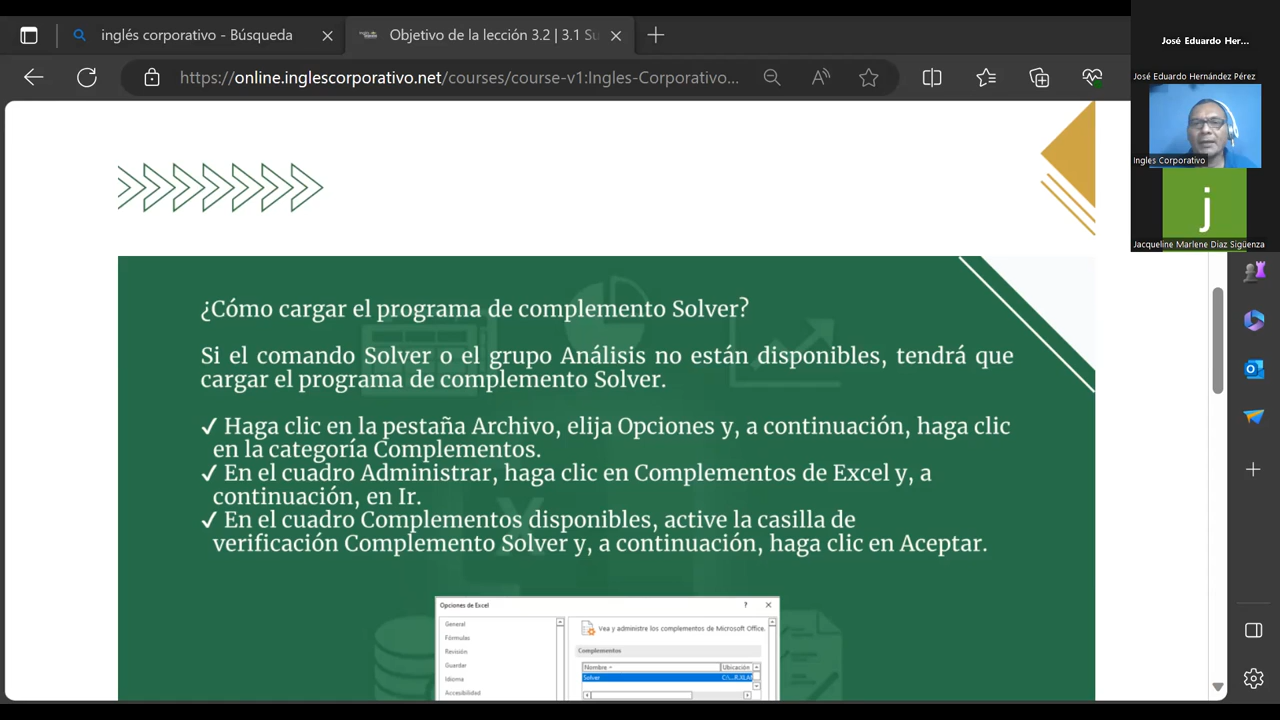 inglés corporativo - Búsqueda
Objetivo de la lección 3.2 | 3.1 Su
https://online.inglescorporativo.net/courses/course-v1:Ingles-Corporativo...
José Eduardo Her...
José Eduardo Hernández Pérez
Ingles Corporativo
j
Jacqueline Marlene Diaz Sigüenza
¿Cómo cargar el programa de complemento Solver?
Si el comando Solver o el grupo Análisis no están disponibles, tendrá que
cargar el programa de complemento Solver.
✓ Haga clic en la pestaña Archivo, elija Opciones y, a continuación, haga clic
en la categoría Complementos.
✓ En el cuadro Administrar, haga clic en Complementos de Excel y, a
continuación, en Ir.
✓ En el cuadro Complementos disponibles, active la casilla de
verificación Complemento Solver y, a continuación, haga clic en Aceptar.
Opciones de Excel
General
Fórmulas
Revisión
Guardar
Idioma
Accesibilidad
Vea y administre los complementos de Microsoft Office.
Complementos
Nombre
Ubicación
Solver